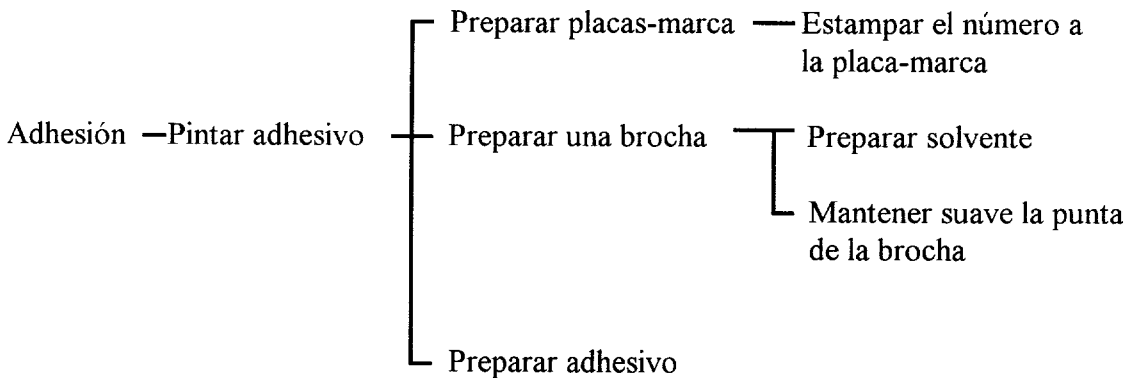 Preparar placas-marca
Estampar el número a
la placa-marca
Adhesión
Pintar adhesivo
Preparar una brocha
Preparar solvente
Mantener suave la punta
de la brocha
Preparar adhesivo